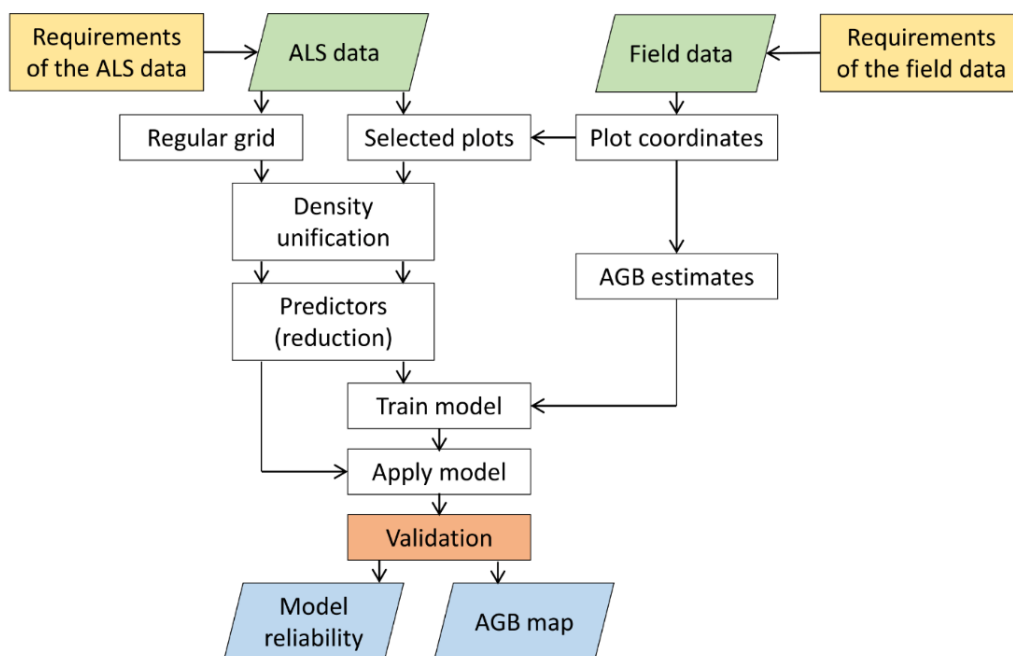 Requirements
of the ALS data
ALS data
Field data
Requirements
of the field data
Regular grid
Selected plots
Plot coordinates
Density
unification
AGB estimates
Predictors
(reduction)
Train model
Apply model
Validation
Model
reliability
AGB map